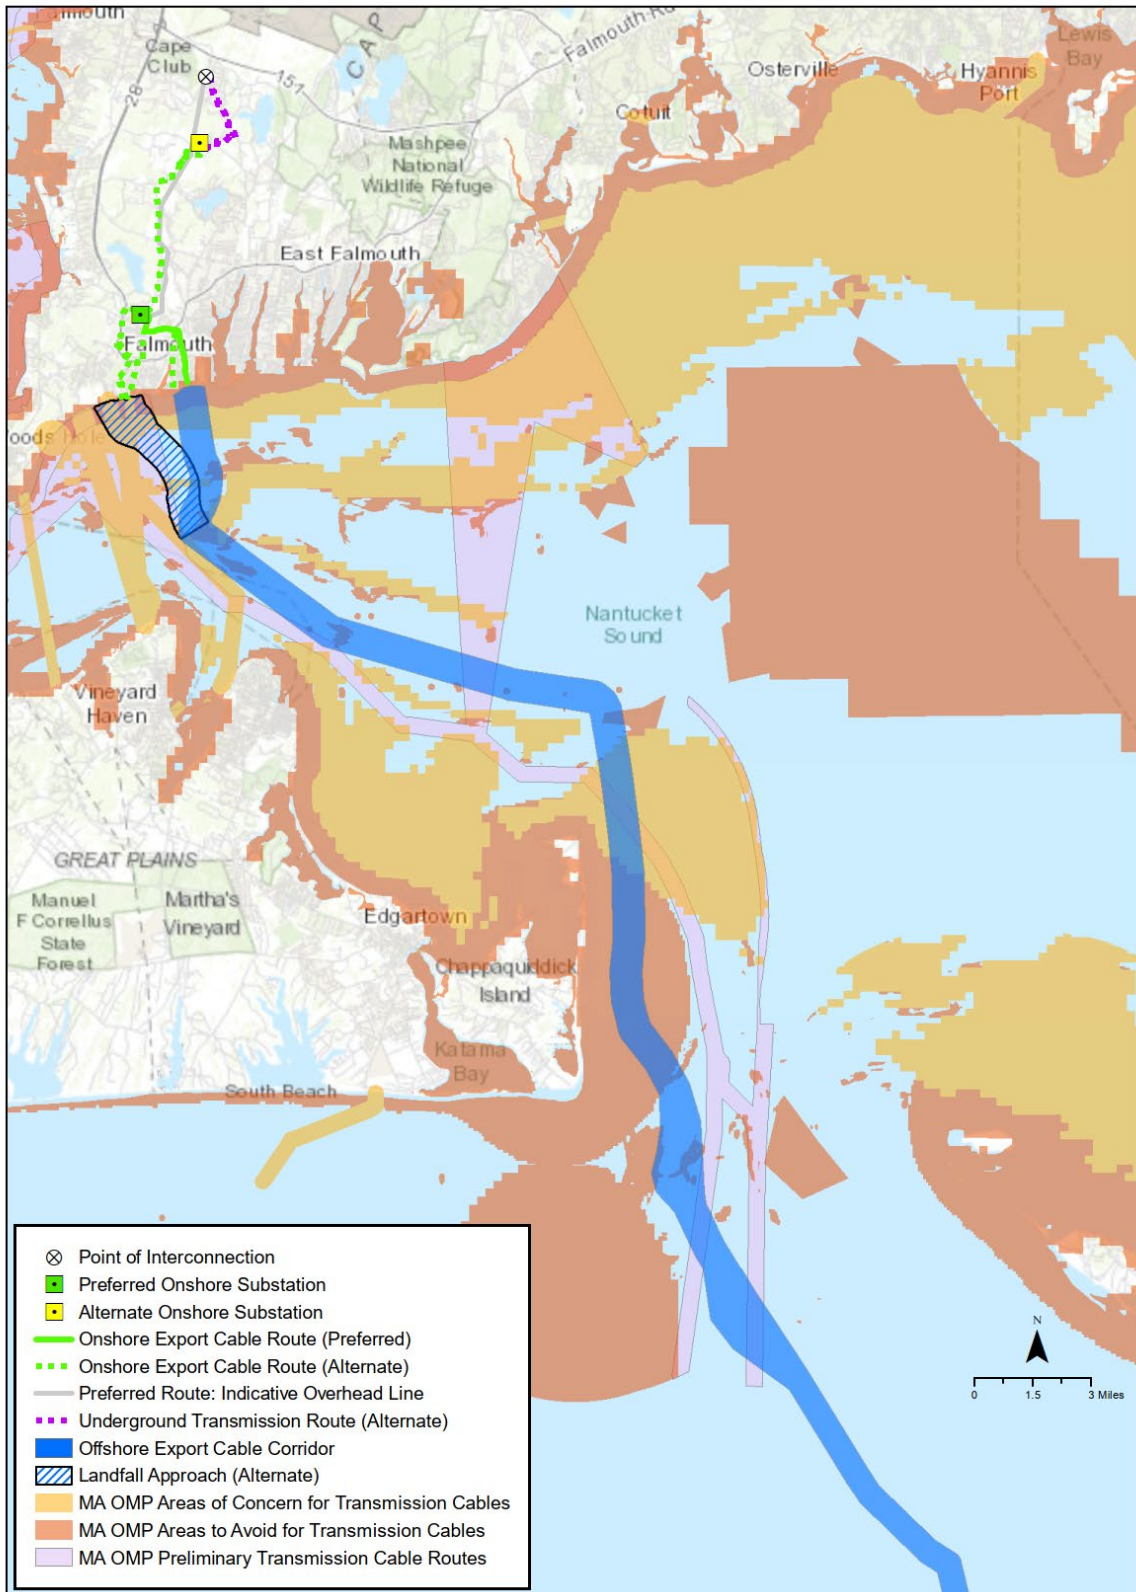 almouth
Cape
Club
28
151
CAP
Falmouth-Rd
Osterville
Lewis
Bay
Hyannis
Port
Cotuit
Mashpee
National
Wildlife Refuge
East Falmouth
Falmouth
oods Hole
Nantucket
Sound
Vineyard
Haven
GREAT PLAINS
Manuel
F Correllus
State
Forest
Martha's
Vineyard
Edgartown
Chappaquiddick
Island
Katama
Bay
South Beach
Point of Interconnection
Preferred Onshore Substation
Alternate Onshore Substation
Onshore Export Cable Route (Preferred)
Onshore Export Cable Route (Alternate)
Preferred Route: Indicative Overhead Line
Underground Transmission Route (Alternate)
Offshore Export Cable Corridor
Landfall Approach (Alternate)
MA OMP Areas of Concern for Transmission Cables
MA OMP Areas to Avoid for Transmission Cables
MA OMP Preliminary Transmission Cable Routes
N
0 1.5 3 Miles